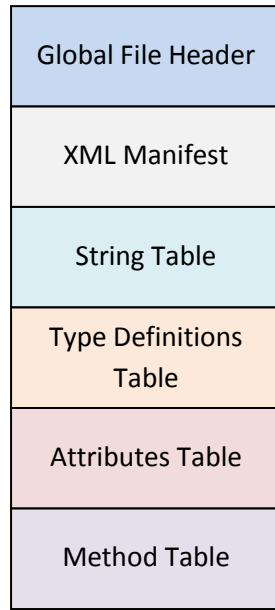 Global File Header
XML Manifest
String Table
Type Definitions
Table
Attributes Table
Method Table